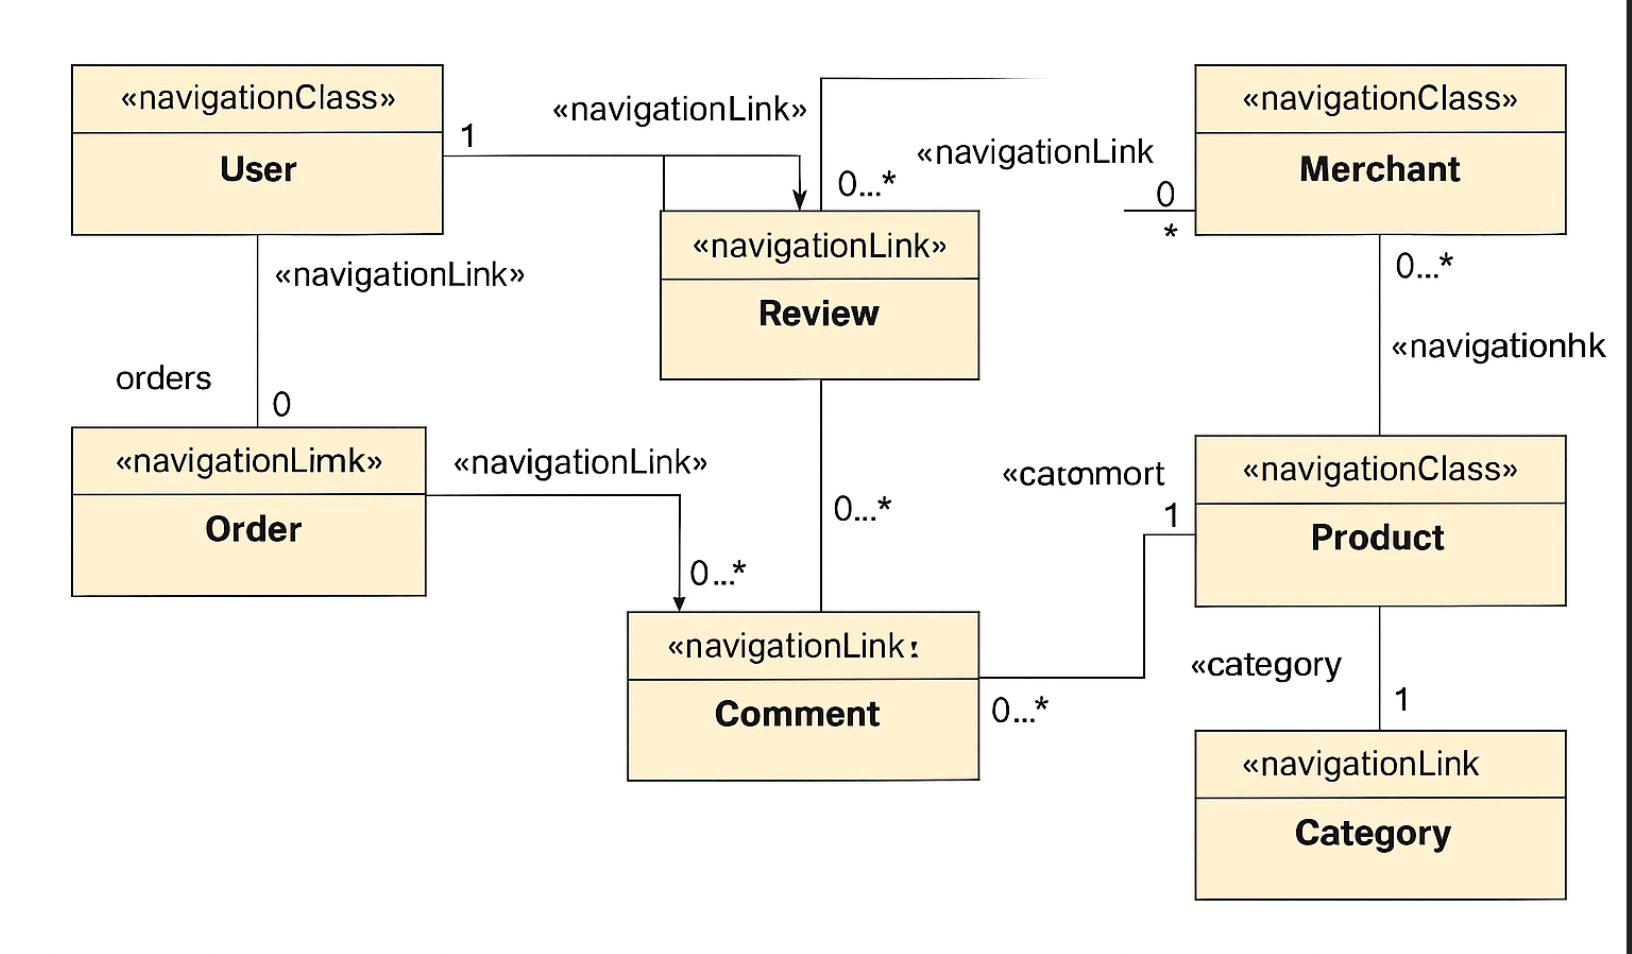 «navigationClass»
User
1
«navigationLink»
0...*
«navigationLink
0
*
«navigationClass»
Merchant
«navigationLink»
Review
«navigationLink»
orders
0
0...*
«navigationhk
«navigationLimk»
Order
«navigationLink»
0...*
0...*
1
«navigationClass»
Product
«navigationLink
Comment
0...*
«category
1
«navigationLink
Category